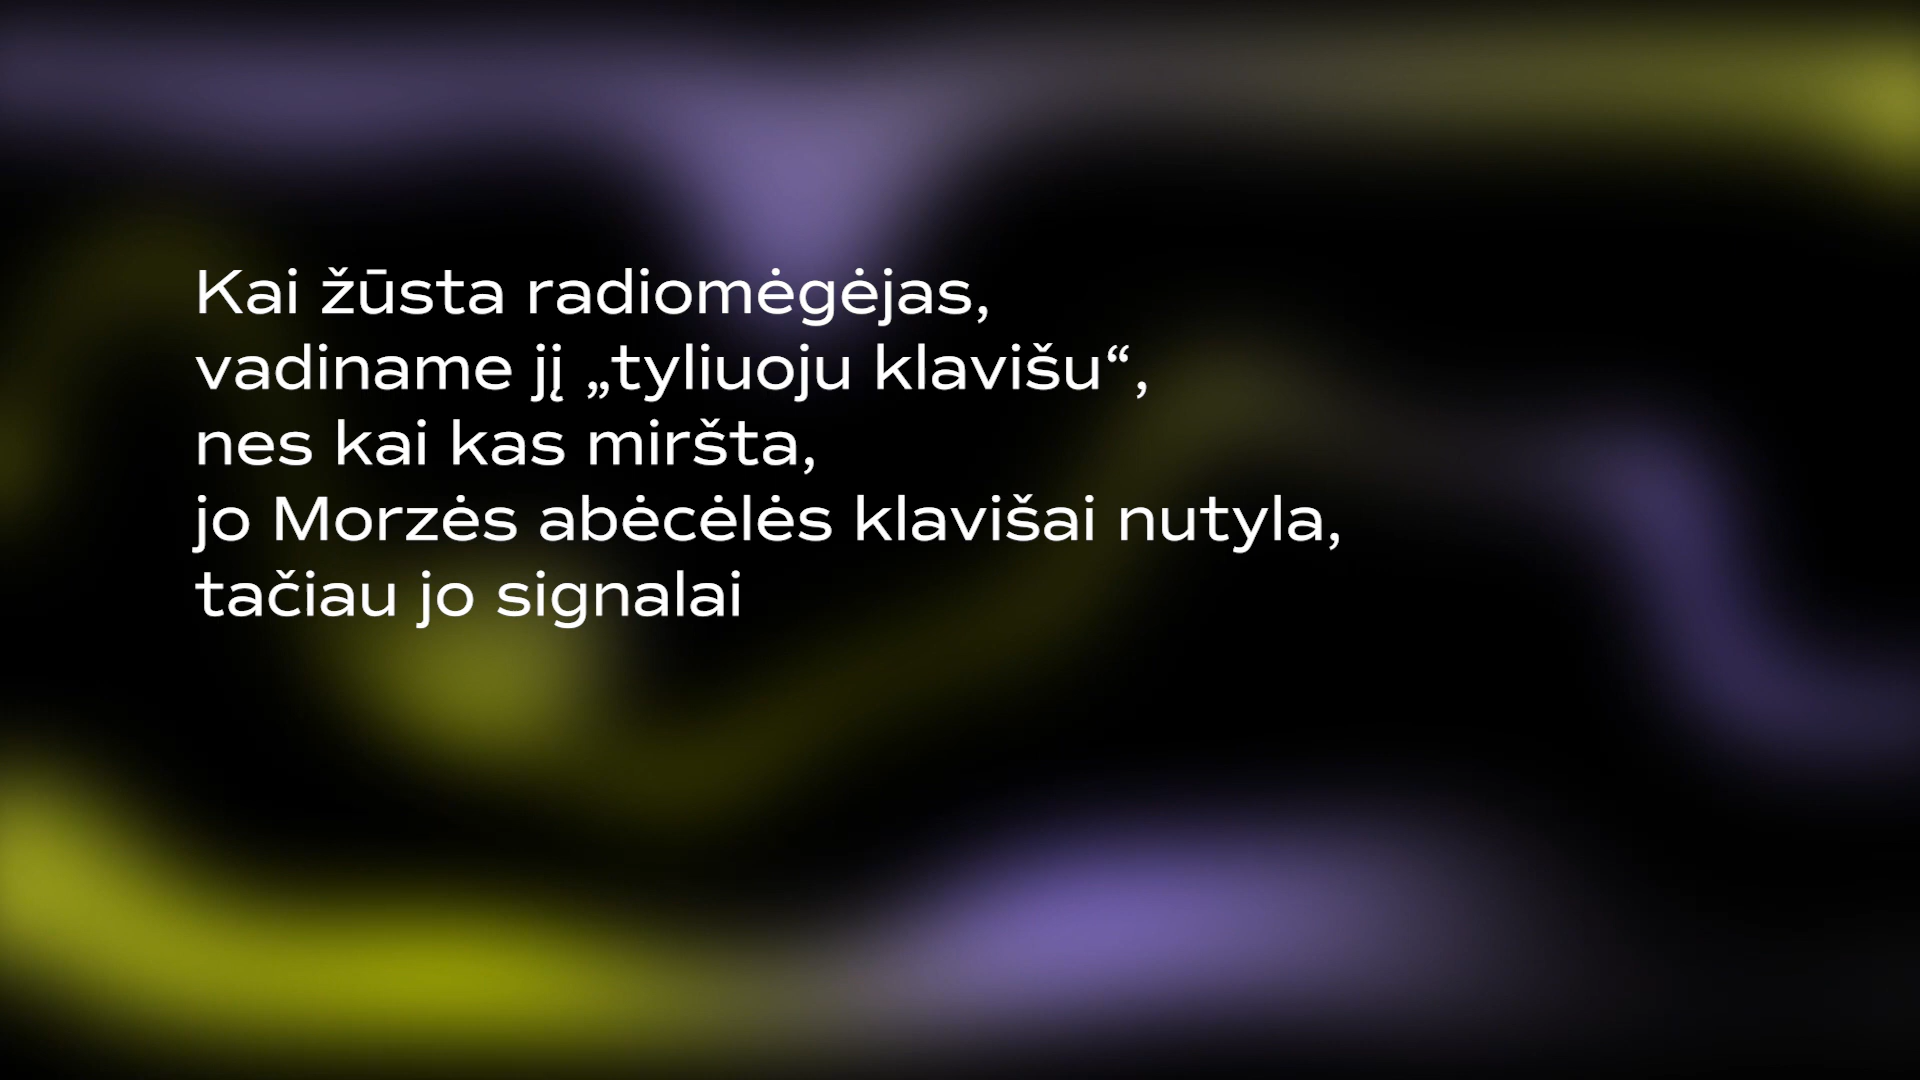 Kai žūsta radiomėgėjas,
vadiname jį „tyliuoju klavišu“,
nes kai kas miršta,
jo Morzės abėcėlės klavišai nutyla,
tačiau jo signalai